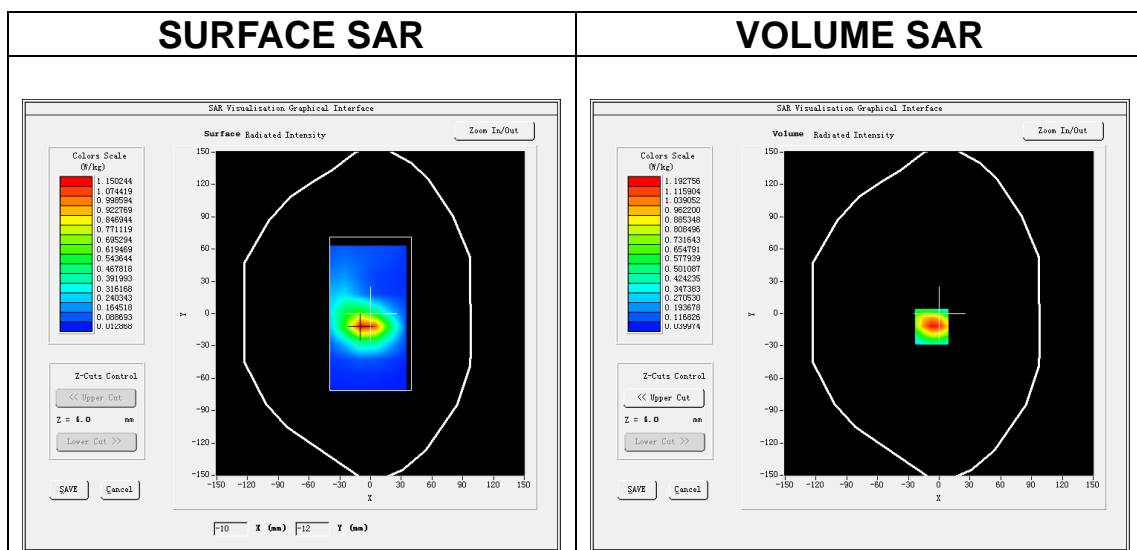 SURFACE SAR
VOLUME SAR
SAR Visualisation Graphical Interface
Surface Radiated Intensity
Zoom In/Out
Colors Scale
(W/kg)
1.150244
1.074419
0.998594
0.922769
0.846944
0.771119
0.695294
0.619469
0.543644
0.467818
0.391993
0.316168
0.240343
0.164518
0.088693
0.012868
Z-Cuts Control
<< Upper Cut
Z = 4.0 mm
Lower Cut >>
SAVE
Cancel
150
120
90
60
30
0
-30
-60
-90
-120
-150
Y
-150 -120 -90 -60 -30 0 30 60 90 120 150
X
-10 X (mm) -12 Y (mm)
SAR Visualisation Graphical Interface
Volume Radiated Intensity
Zoom In/Out
Colors Scale
(W/kg)
1.192756
1.115904
1.039052
0.962200
0.885348
0.808496
0.731643
0.654791
0.577939
0.501087
0.424235
0.347383
0.270530
0.193678
0.116826
0.039974
Z-Cuts Control
<< Upper Cut
Z = 4.0 mm
Lower Cut >>
SAVE
Cancel
150
120
90
60
30
0
-30
-60
-90
-120
-150
Y
-150 -120 -90 -60 -30 0 30 60 90 120 150
X